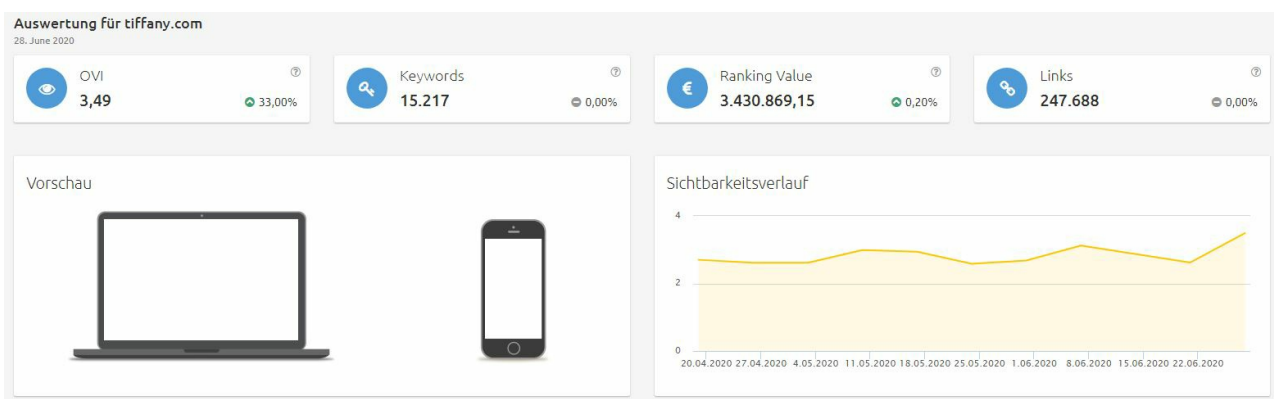 Auswertung für tiffany.com
28. June 2020
OVI
3,49
33,00%
Keywords
15.217
0,00%
Ranking Value
3.430.869,15
0,20%
Links
247.688
0,00%
Vorschau
Sichtbarkeitsverlauf
4
2
0
20.04.2020 27.04.2020 4.05.2020 11.05.2020 18.05.2020 25.05.2020 1.06.2020 8.06.2020 15.06.2020 22.06.2020